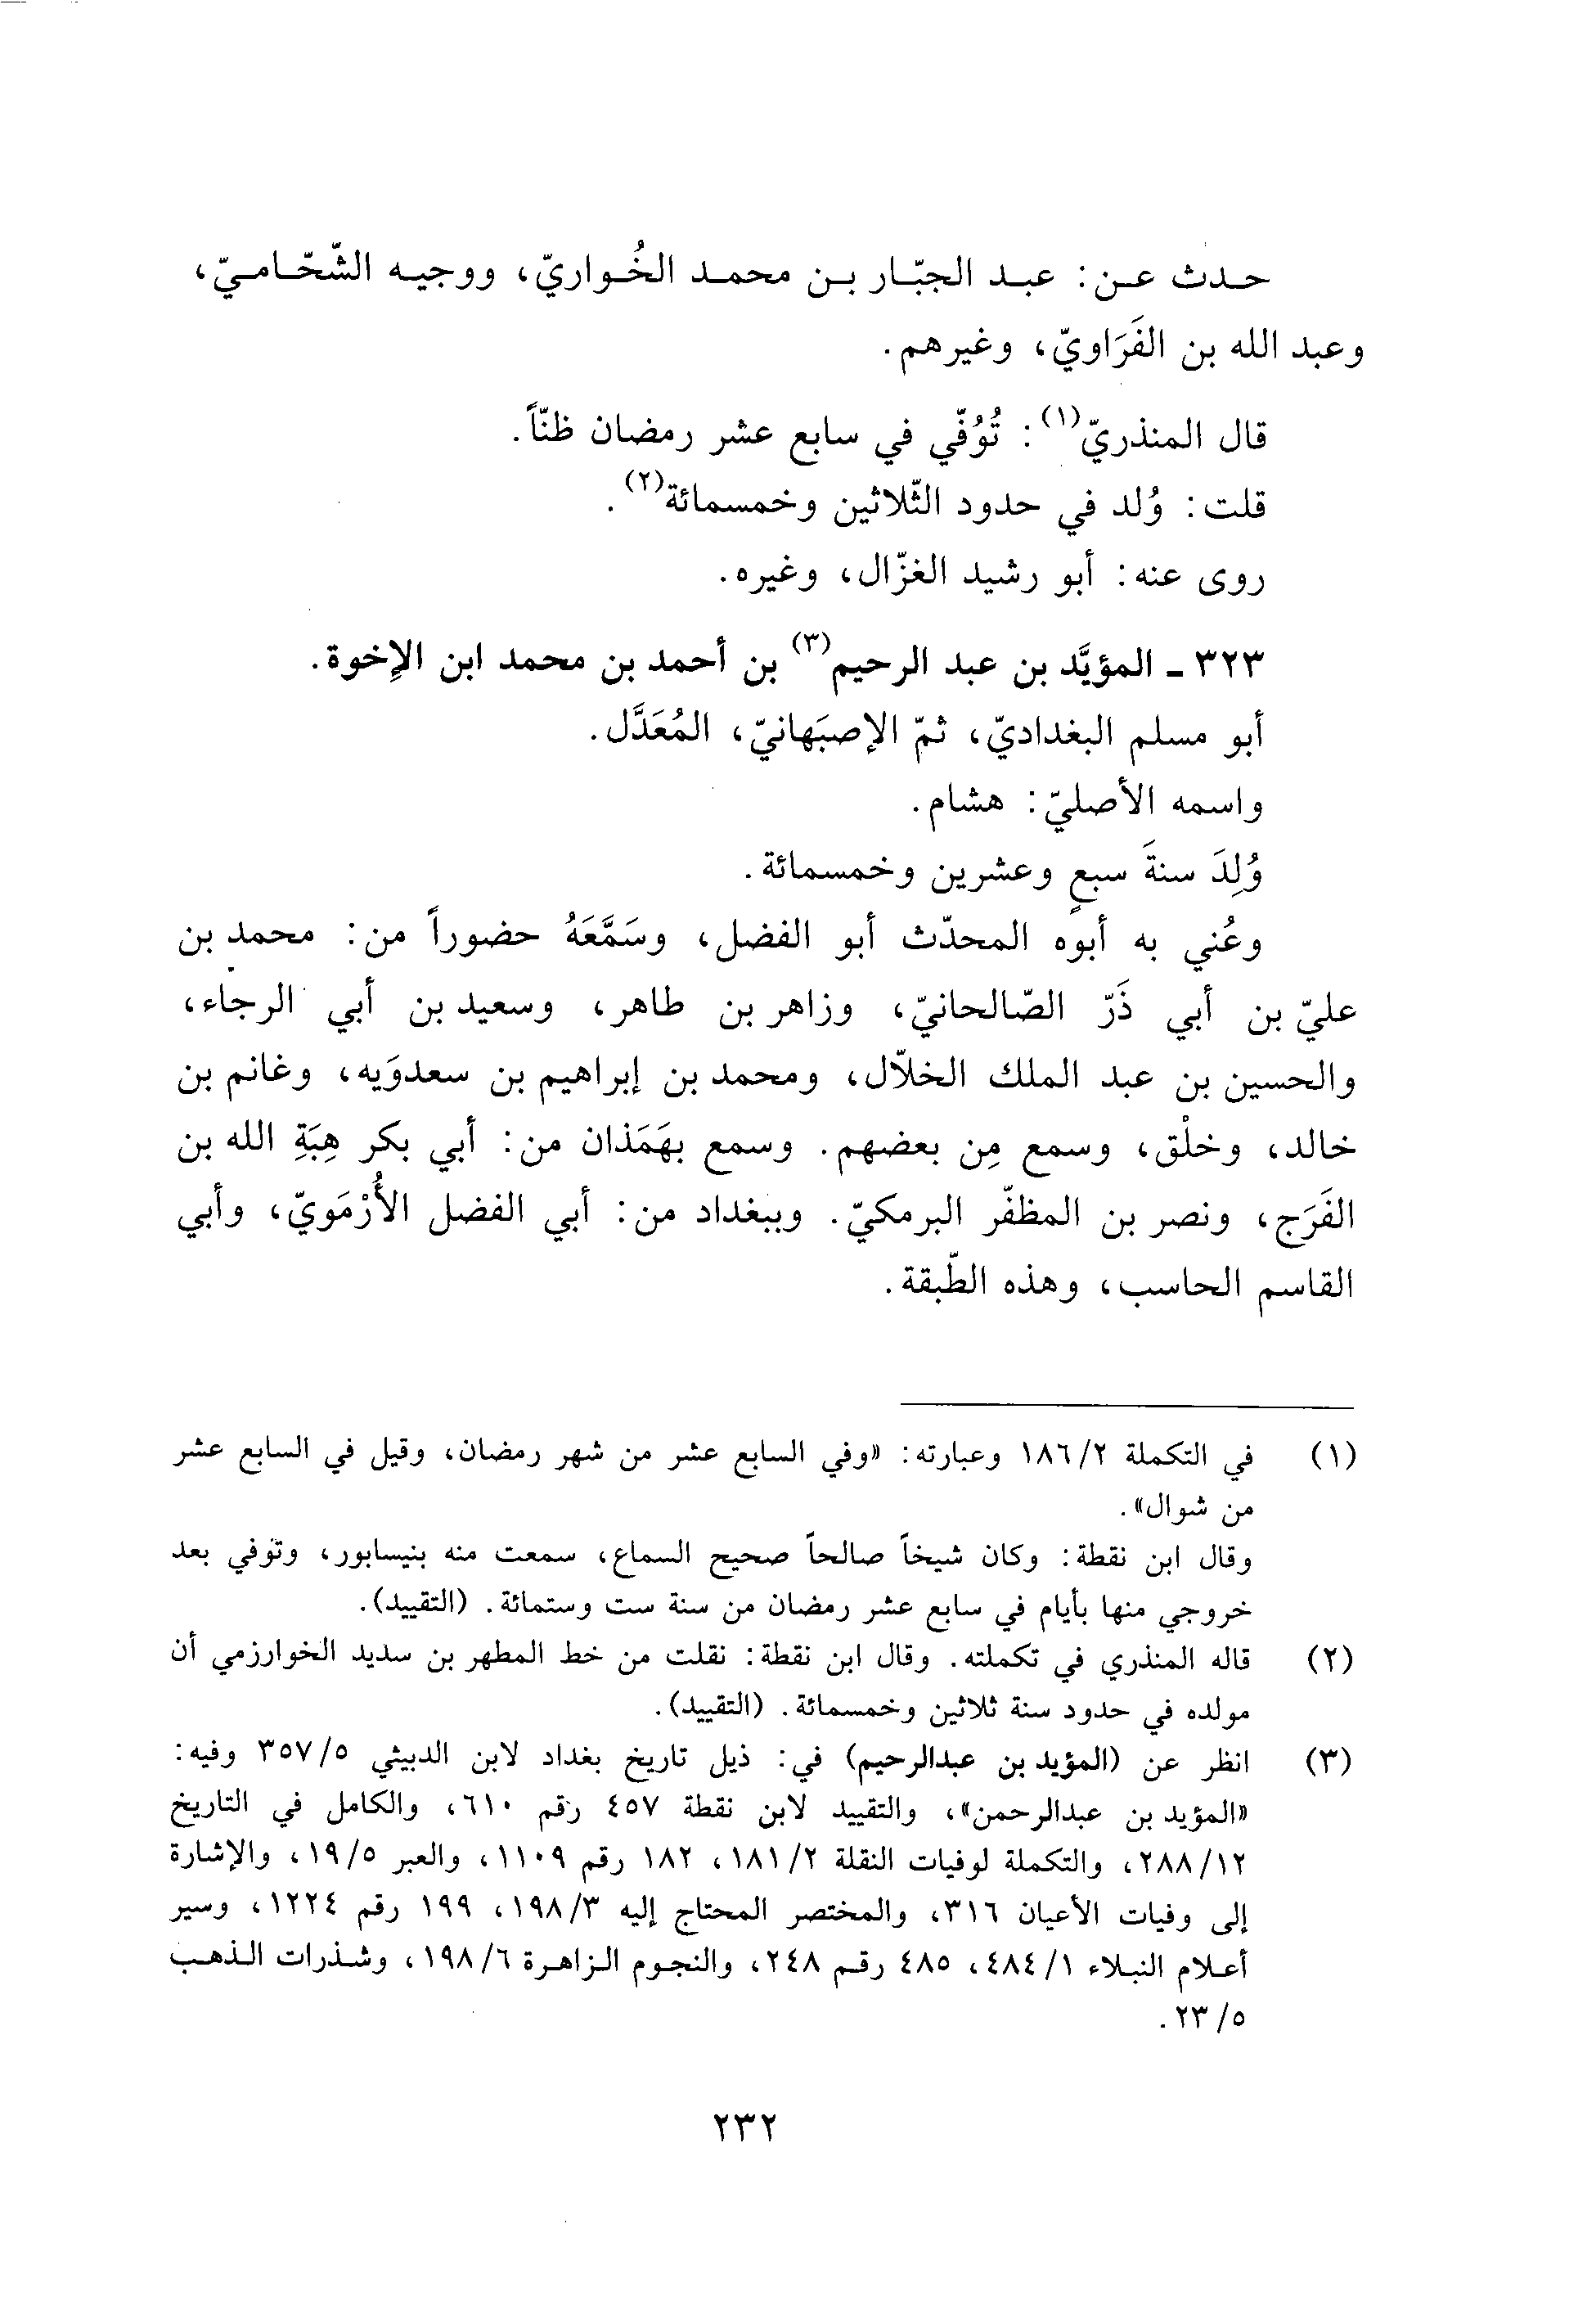 حدث عن: عبد الجبّار بن محمد الخُواريّ، ووجيه الشّحّاميّ،
وعبد الله بن الفَرَاويّ، وغيرهم.
قال المنذريّ(١): تُوُفّي في سابع عشر رمضان ظنّاً.
قلت: وُلد في حدود الثّلاثين وخمسمائة(٢).
روى عنه: أبو رشيد الغزّال، وغيره.
٣٢٣ ـ المؤيَّد بن عبد الرحيم(٣) بن أحمد بن محمد ابن الإخوة.
أبو مسلم البغداديّ، ثمّ الإصبَهانيّ، المُعَدَّل.
واسمه الأصليّ: هشام.
وُلِدَ سنةَ سبعٍ وعشرين وخمسمائة.
وعُني به أبوه المحدّث أبو الفضل، وسَمَّعَهُ حضوراً من: محمد بن
عليّ بن أبي ذَرّ الصّالحانيّ، وزاهر بن طاهر، وسعيد بن أبي الرجاء،
والحسين بن عبد الملك الخلاّل، ومحمد بن إبراهيم بن سعدوَيه، وغانم بن
خالد، وخلْق، وسمع مِن بعضهم. وسمع بهَمَذان من: أبي بكر هِبَةِ الله بن
الفَرَج، ونصر بن المظفّر البرمكيّ. وببغداد من: أبي الفضل الأُرْمَويّ، وأبي
القاسم الحاسب، وهذه الطّبقة.
(١) في التكملة ١٨٦/٢ وعبارته: «وفي السابع عشر من شهر رمضان، وقيل في السابع عشر
من شوال».
وقال ابن نقطة: وكان شيخاً صالحاً صحيح السماع، سمعت منه بنيسابور، وتوفي بعد
خروجي منها بأيام في سابع عشر رمضان من سنة ست وستمائة. (التقييد).
(٢) قاله المنذري في تكملته. وقال ابن نقطة: نقلت من خط المطهر بن سديد الخوارزمي أن
مولده في حدود سنة ثلاثين وخمسمائة. (التقييد).
(٣) انظر عن (المؤيد بن عبدالرحيم) في: ذيل تاريخ بغداد لابن الدبيثي ٣٥٧/٥ وفيه:
«المؤيد بن عبدالرحمن»، والتقييد لابن نقطة ٤٥٧ رقم ٦١٠، والكامل في التاريخ
٢٨٨/١٢، والتكملة لوفيات النقلة ١٨١/٢، ١٨٢ رقم ١١٠٩، والعبر ١٩/٥، والإشارة
إلى وفيات الأعيان ٣١٦، والمختصر المحتاج إليه ١٩٨/٣، ١٩٩ رقم ١٢٢٤، وسير
أعلام النبلاء ٤٨٤/١، ٤٨٥ رقم ٢٤٨، والنجوم الزاهرة ١٩٨/٦، وشذرات الذهب
٢٣/٥.
٢٣٢